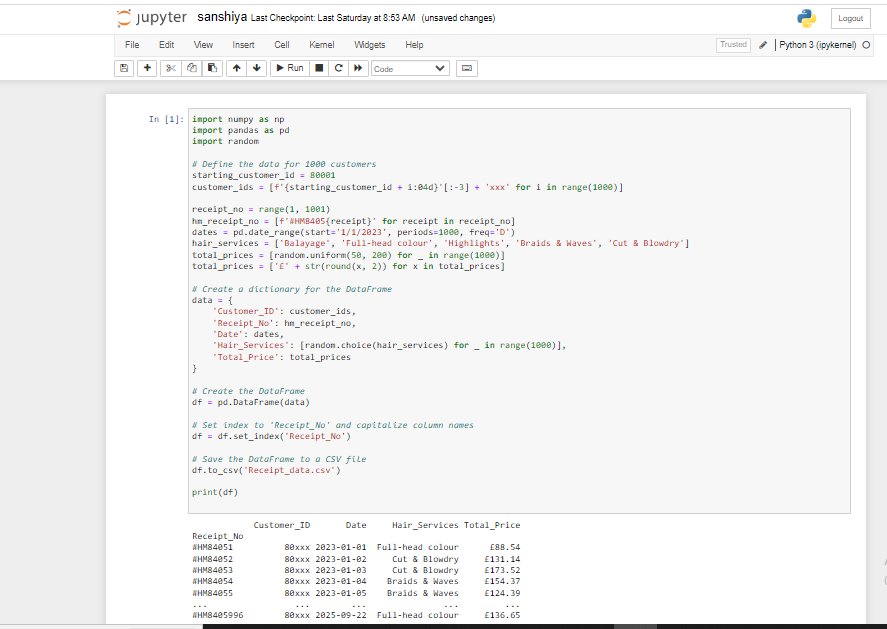 jupyter sanshiya Last Checkpoint: Last Saturday at 8:53 AM (unsaved changes) Logout
File Edit View Insert Cell Kernel Widgets Help Trusted Python 3 (ipykernel)
Run Code
In [1]: import numpy as np
import pandas as pd
import random
# Define the data for 1000 customers
starting_customer_id = 80001
customer_ids = [f'{starting_customer_id + i:04d}'[:-3] + 'xxx' for i in range(1000)]
receipt_no = range(1, 1001)
hm_receipt_no = [f'#HM8405{receipt}' for receipt in receipt_no]
dates = pd.date_range(start='1/1/2023', periods=1000, freq='D')
hair_services = ['Balayage', 'Full-head colour', 'Highlights', 'Braids & Waves', 'Cut & Blowdry']
total_prices = [random.uniform(50, 200) for _ in range(1000)]
total_prices = ['£' + str(round(x, 2)) for x in total_prices]
# Create a dictionary for the DataFrame
data = {
'Customer_ID': customer_ids,
'Receipt_No': hm_receipt_no,
'Date': dates,
'Hair_Services': [random.choice(hair_services) for _ in range(1000)],
'Total_Price': total_prices
}
# Create the DataFrame
df = pd.DataFrame(data)
# Set index to 'Receipt_No' and capitalize column names
df = df.set_index('Receipt_No')
# Save the DataFrame to a CSV file
df.to_csv('Receipt_data.csv')
print(df)
Customer_ID Date Hair_Services Total_Price
Receipt_No
#HM84051 80xxx 2023-01-01 Full-head colour £88.54
#HM84052 80xxx 2023-01-02 Cut & Blowdry £131.14
#HM84053 80xxx 2023-01-03 Cut & Blowdry £173.52
#HM84054 80xxx 2023-01-04 Braids & Waves £154.37
#HM84055 80xxx 2023-01-05 Braids & Waves £124.39
... ... ... ... ...
#HM8405996 80xxx 2025-09-22 Full-head colour £136.65